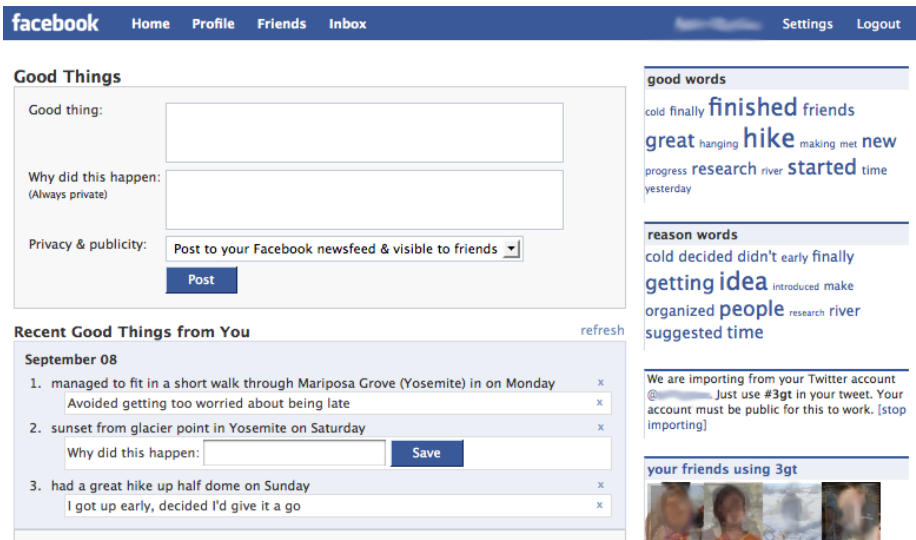 facebook Home Profile Friends Inbox Settings Logout
Good Things
Good thing:
Why did this happen:
(Always private)
Privacy & publicity: Post to your Facebook newsfeed & visible to friends
Post
Recent Good Things from You refresh
September 08
1. managed to fit in a short walk through Mariposa Grove (Yosemite) in on Monday x
Avoided getting too worried about being late x
2. sunset from glacier point in Yosemite on Saturday x
Why did this happen: Save
3. had a great hike up half dome on Sunday x
I got up early, decided I'd give it a go x
good words
cold finally finished friends
great hanging hike making met new
progress research river started time
yesterday
reason words
cold decided didn't early finally
getting idea introduced make
organized people research river
suggested time
We are importing from your Twitter account
@ . Just use #3gt in your tweet. Your
account must be public for this to work. [stop
importing]
your friends using 3gt